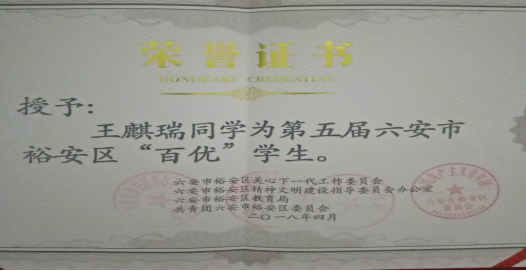 荣誉证书
HONORARY CREDENTIAL
授予：
王麒瑞同学为第五届六安市
裕安区“百优”学生。
六安市裕安区关心下一代工作委员会
六安市裕安区精神文明建设指导委员会办公室
六安市裕安区教育局
共青团六安市裕安区委员会
二〇一八年四月